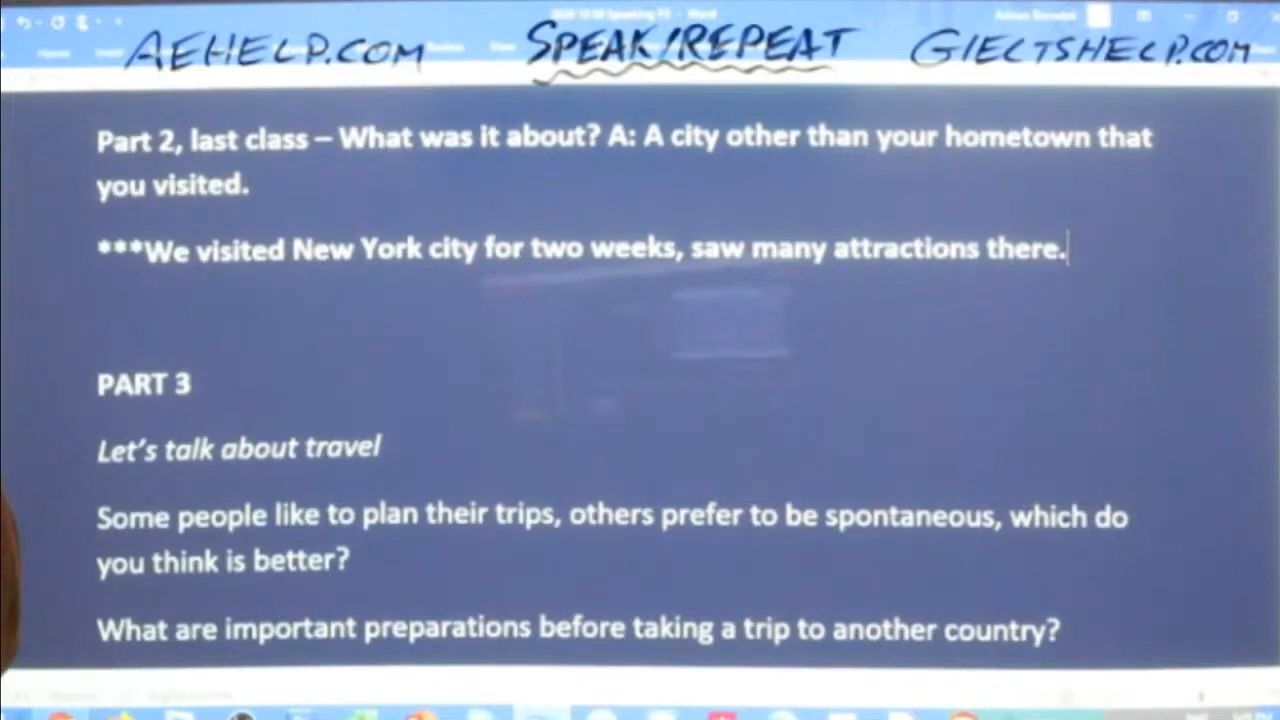 AEHELP.COM SPEAK/REPEAT GIELTSHELP.COM
Part 2, last class – What was it about? A: A city other than your hometown that
you visited.
***We visited New York city for two weeks, saw many attractions there.
PART 3
Let's talk about travel
Some people like to plan their trips, others prefer to be spontaneous, which do
you think is better?
What are important preparations before taking a trip to another country?